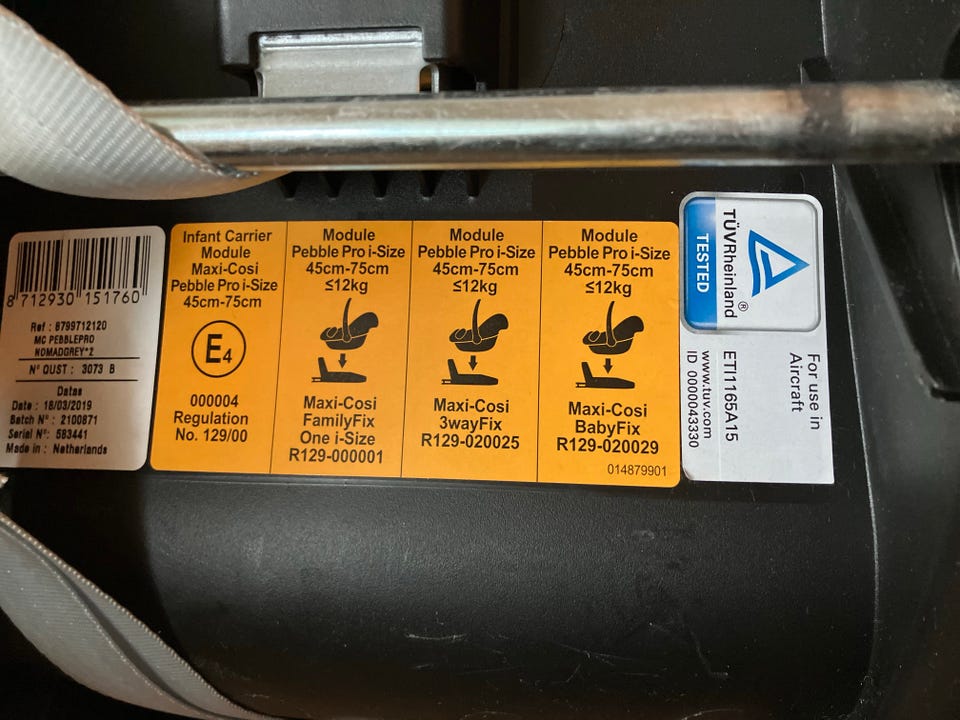 8 712930 151760
Ref : 8799712120
MC PEBBLEPRO
NOMADGREY*2
N° OUST : 3073 B
Datas
Date : 18/03/2019
Batch N° : 2100871
Serial N° : 583441
Made in : Netherlands
Infant Carrier
Module
Maxi-Cosi
Pebble Pro i-Size
45cm-75cm
E4
000004
Regulation
No. 129/00
Module
Pebble Pro i-Size
45cm-75cm
≤12kg
Maxi-Cosi
FamilyFix
One i-Size
R129-000001
Module
Pebble Pro i-Size
45cm-75cm
≤12kg
Maxi-Cosi
3wayFix
R129-020025
Module
Pebble Pro i-Size
45cm-75cm
≤12kg
Maxi-Cosi
BabyFix
R129-020029
014879901
TÜVRheinland®
TESTED
For use in
Aircraft
ETI1165A15
www.tuv.com
ID 0000043330